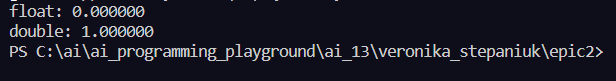 float: 0.000000
double: 1.000000
PS C:\ai\ai_programming_playground\ai_13\veronika_stepaniuk\epic2>